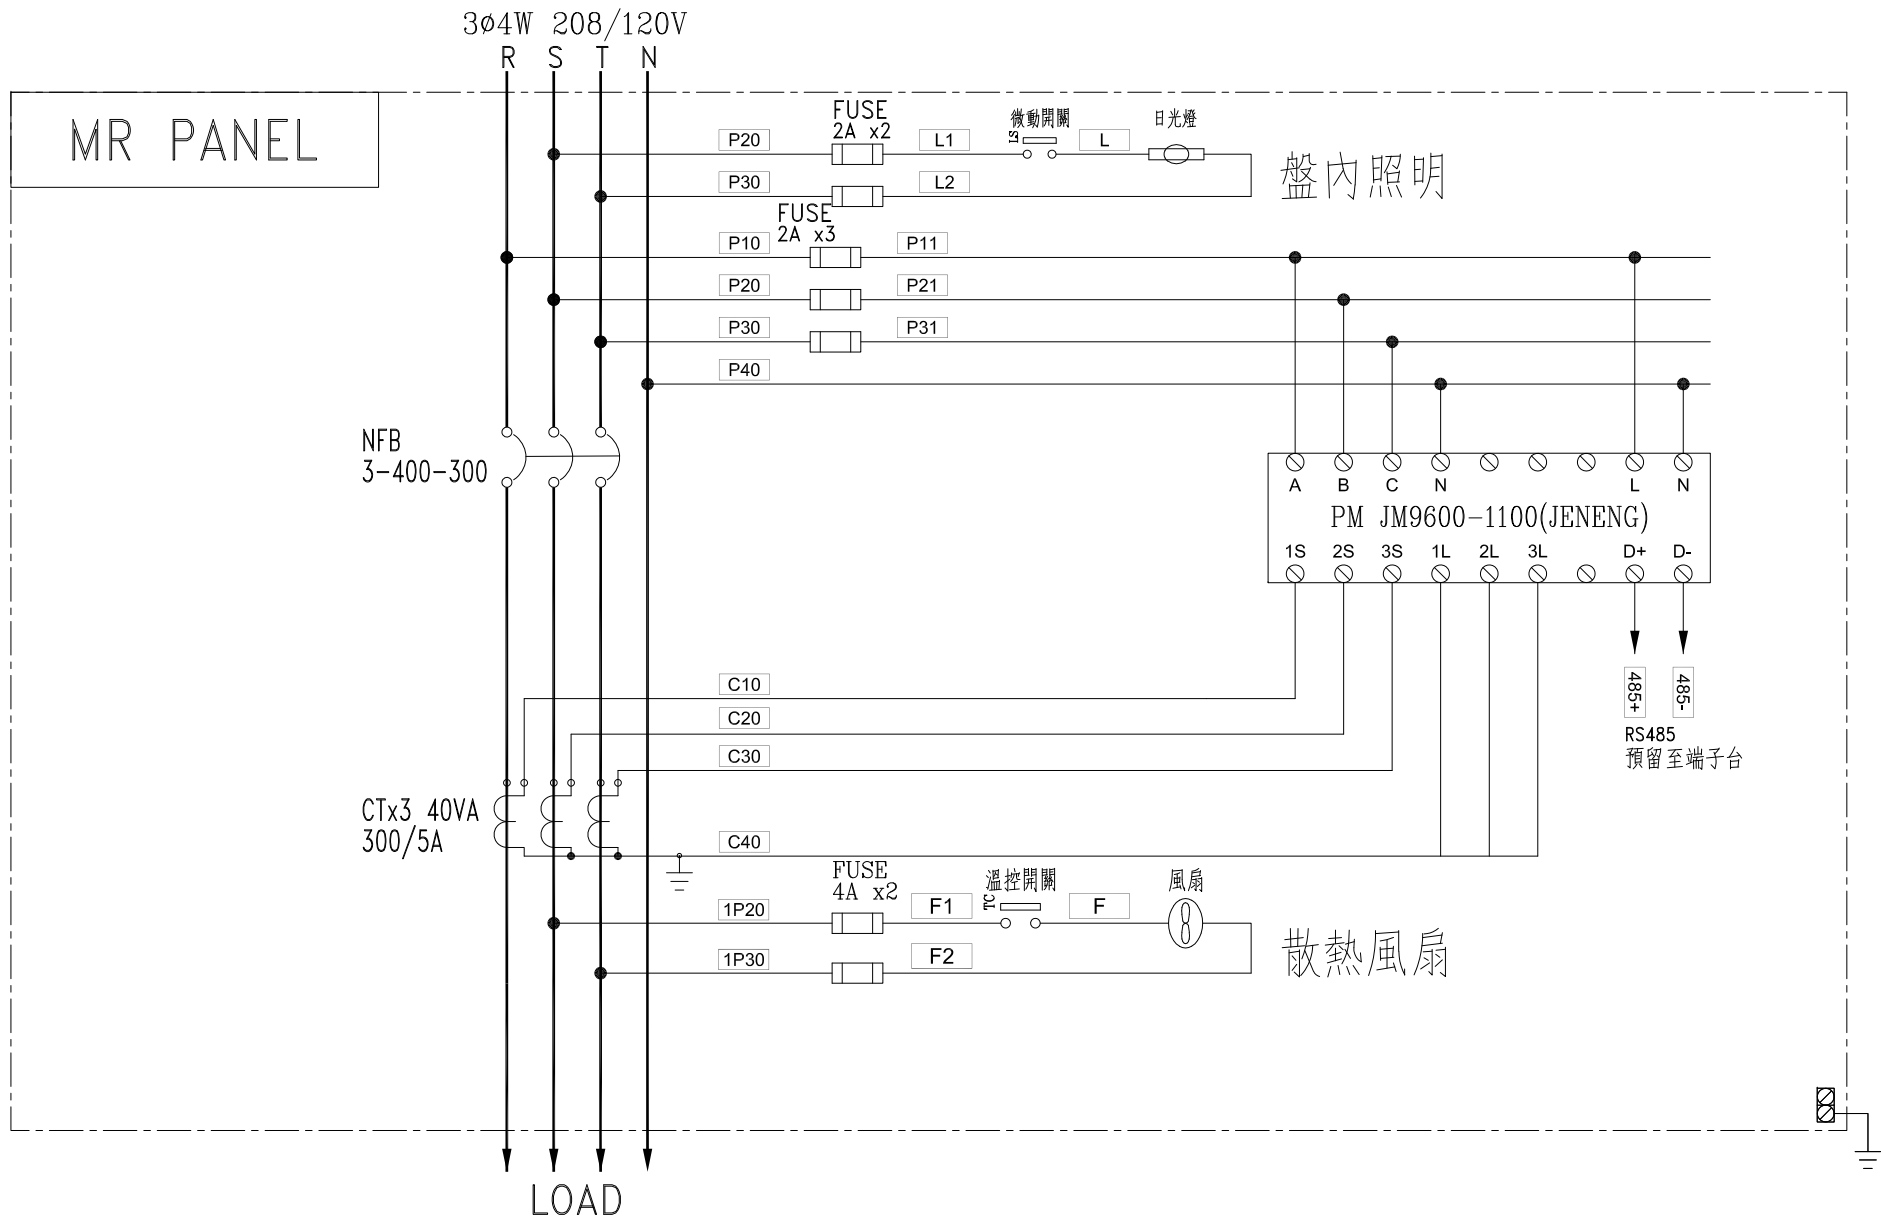 3ø4W 208/120V
R S T N
MR PANEL
FUSE
2A x2
P20
L1
LS
微動開關
L
日光燈
P30
L2
盤內照明
FUSE
2A x3
P10
P11
P20
P21
P30
P31
P40
NFB
3-400-300
A B C N L N
PM JM9600-1100(JENENG)
1S 2S 3S 1L 2L 3L D+ D-
485+ 485-
RS485
預留至端子台
C10
C20
C30
CTx3 40VA
300/5A
C40
FUSE
4A x2
1P20
F1
TC
溫控開關
F
風扇
1P30
F2
散熱風扇
LOAD